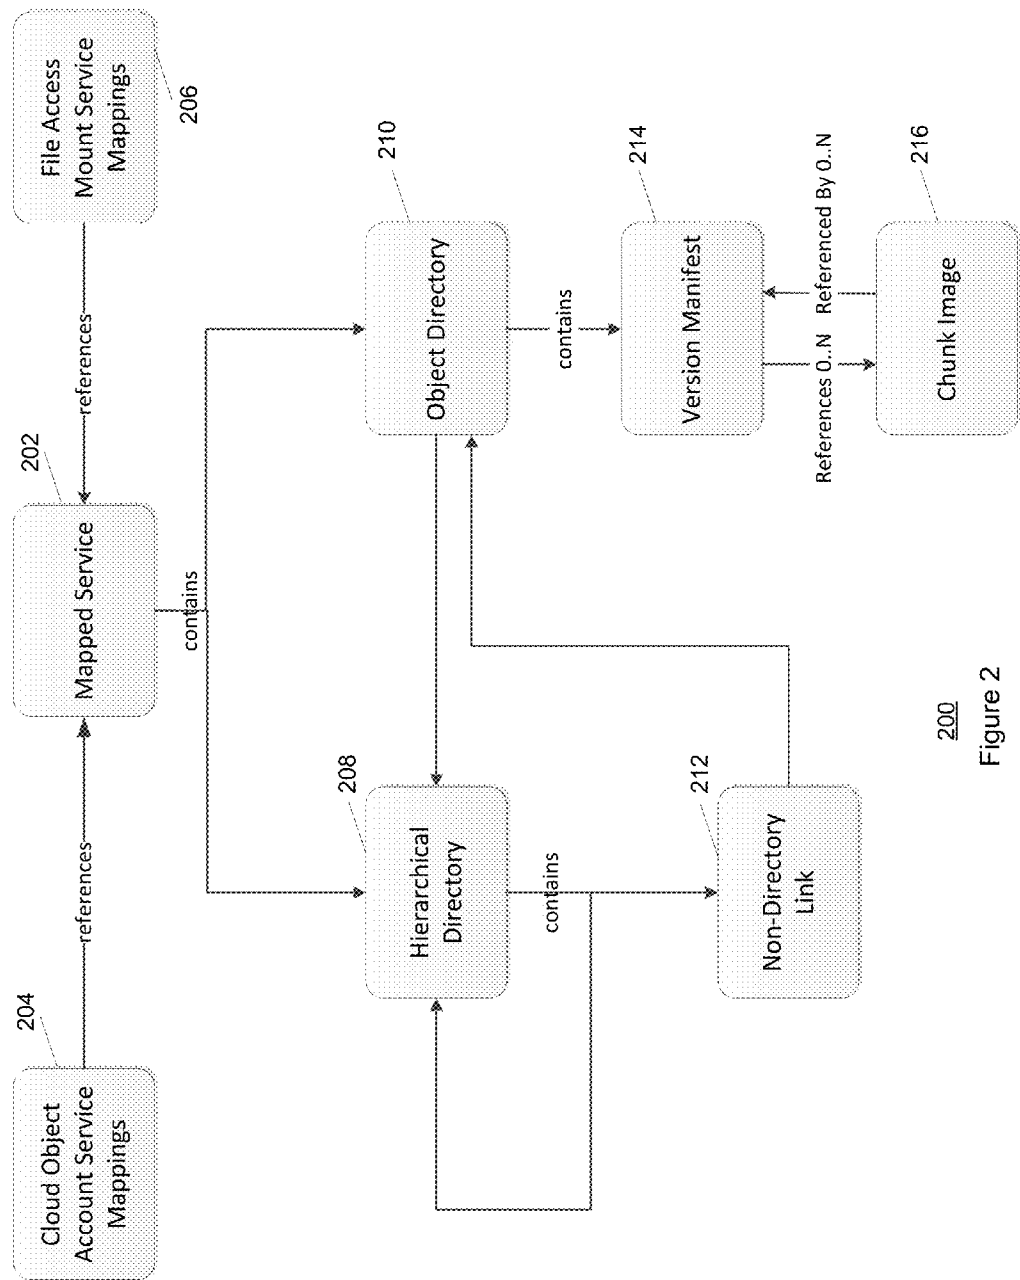 Cloud Object
Account Service
Mappings
204
references
Mapped Service
202
references
File Access
Mount Service
Mappings
206
contains
Hierarchical
Directory
208
Object Directory
210
contains
contains
Non-Directory
Link
212
Version Manifest
214
References 0..N
Referenced By 0..N
Chunk Image
216
200
Figure 2